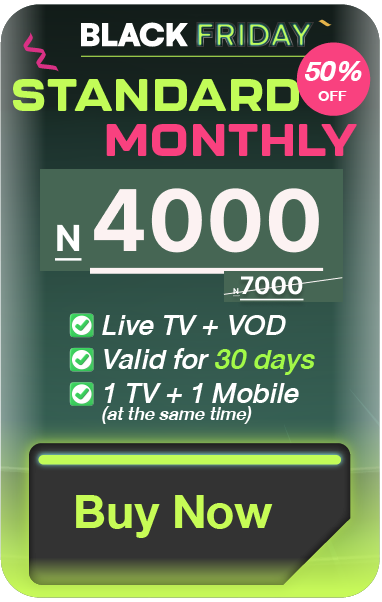 BLACK FRIDAY
50%
OFF
STANDARD
MONTHLY
N 4000
N 7000
Live TV + VOD
Valid for 30 days
1 TV + 1 Mobile
(at the same time)
Buy Now